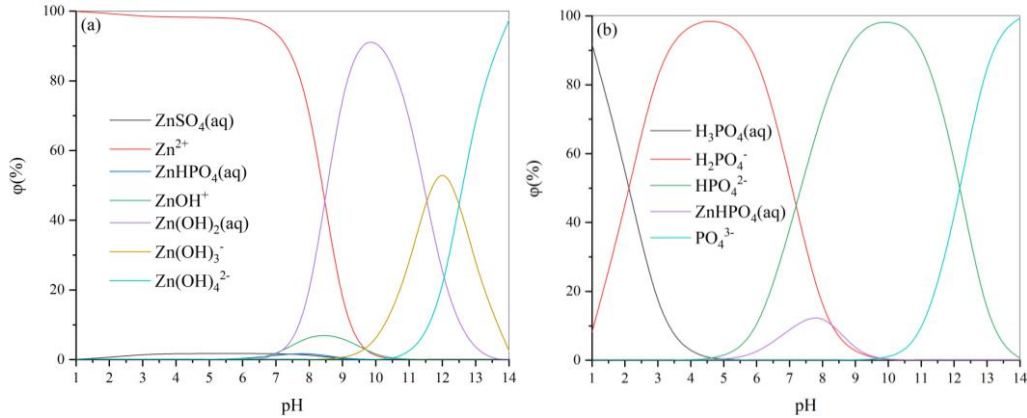 (a)
100
80
60
40
20
0
φ(%)
ZnSO₄(aq)
Zn²⁺
ZnHPO₄(aq)
ZnOH⁺
Zn(OH)₂(aq)
Zn(OH)₃⁻
Zn(OH)₄²⁻
1 2 3 4 5 6 7 8 9 10 11 12 13 14
pH
(b)
100
80
60
40
20
0
φ(%)
H₃PO₄(aq)
H₂PO₄⁻
HPO₄²⁻
ZnHPO₄(aq)
PO₄³⁻
1 2 3 4 5 6 7 8 9 10 11 12 13 14
pH